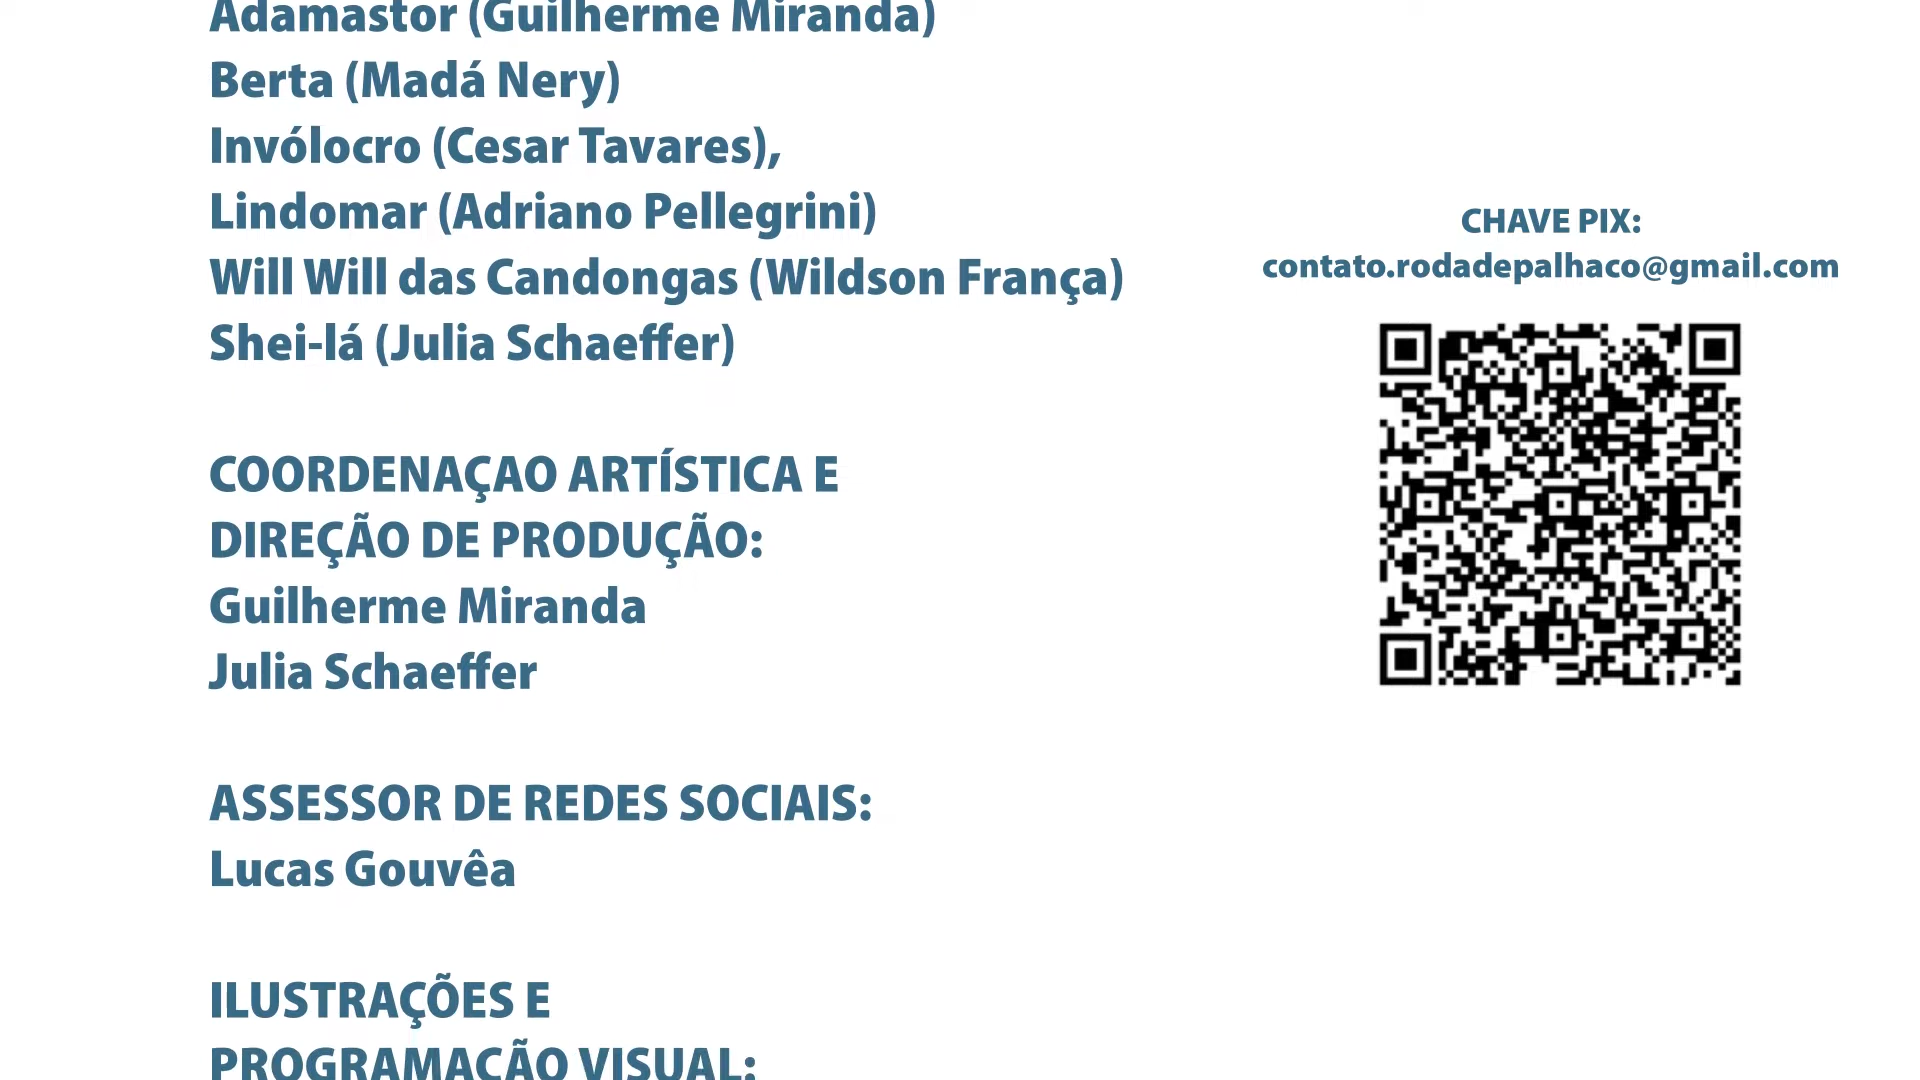 Adamastor (Guilherme Miranda)
Berta (Madá Nery)
Invólocro (Cesar Tavares),
Lindomar (Adriano Pellegrini)
Will Will das Candongas (Wildson França)
Shei-lá (Julia Schaeffer)
COORDENAÇAO ARTÍSTICA E
DIREÇÃO DE PRODUÇÃO:
Guilherme Miranda
Julia Schaeffer
ASSESSOR DE REDES SOCIAIS:
Lucas Gouvêa
ILUSTRAÇÕES E
PROGRAMAÇÃO VISUAL:
CHAVE PIX:
contato.rodadepalhaco@gmail.com